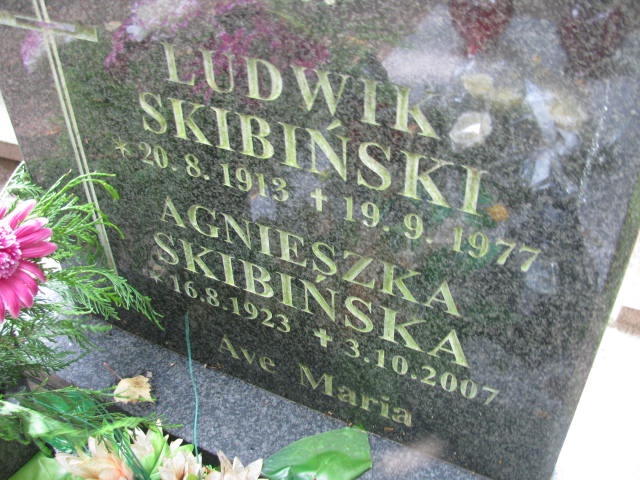 LUDWIK
SKIBIŃSKI
*20.8.1913 ✝ 19.9.1977
AGNIESZKA
SKIBIŃSKA
*16.8.1923 ✝ 3.10.2007
Ave Maria